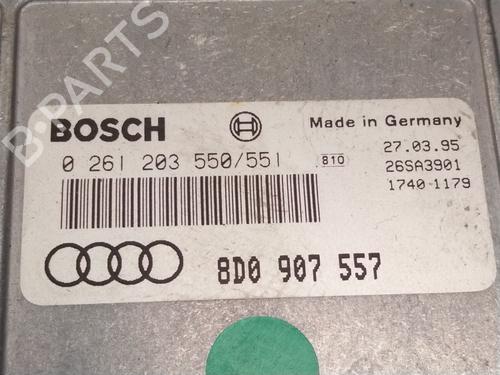 B-PARTS
BOSCH
Made in Germany
0 261 203 550/551
810
27.03.95
26SA3901
1740-1179
8D0 907 557